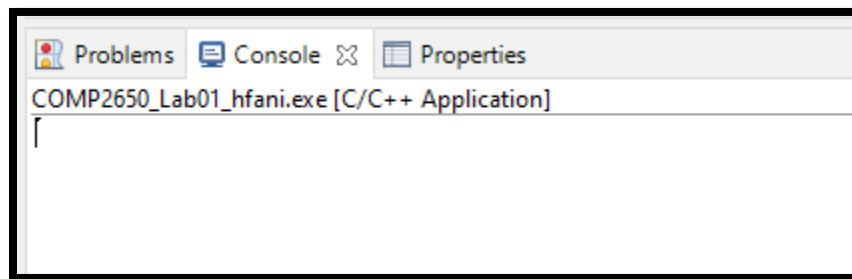 Problems Console Properties
COMP2650_Lab01_hfani.exe [C/C++ Application]